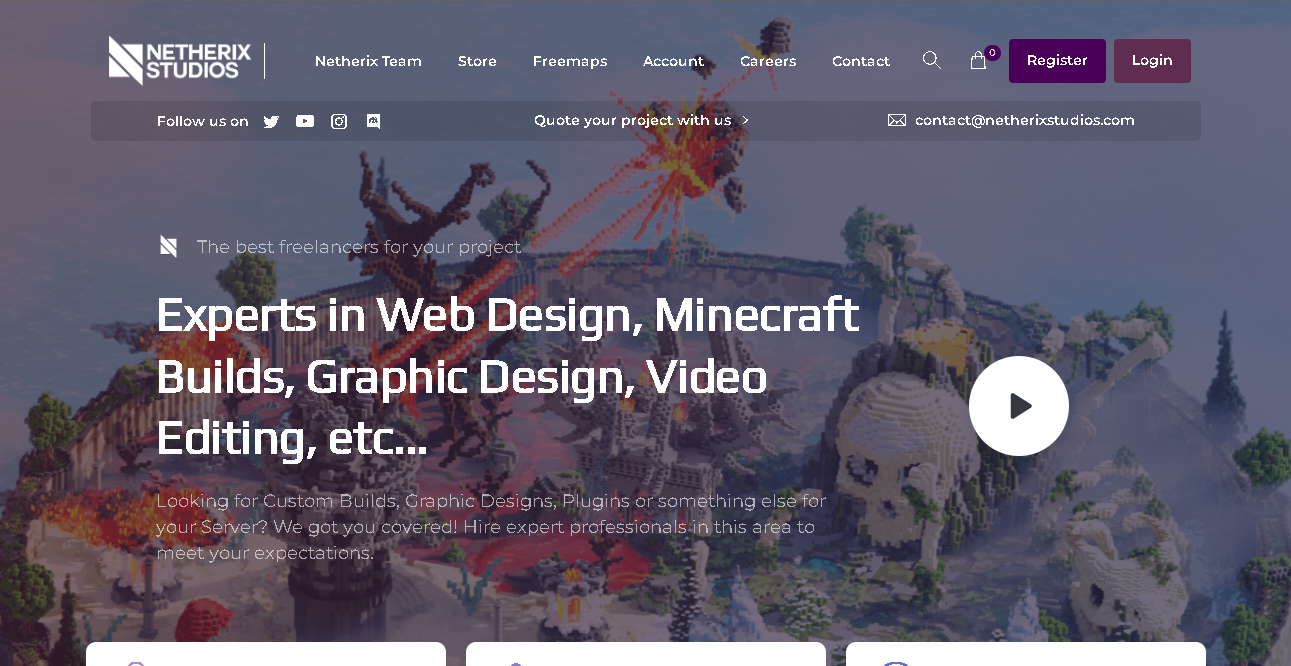 NETHERIX
STUDIOS
Netherix Team Store Freemaps Account Careers Contact 0 Register Login
Follow us on Quote your project with us contact@netherixstudios.com
The best freelancers for your project
Experts in Web Design, Minecraft
Builds, Graphic Design, Video
Editing, etc...
Looking for Custom Builds, Graphic Designs, Plugins or something else for
your Server? We got you covered! Hire expert professionals in this area to
meet your expectations.